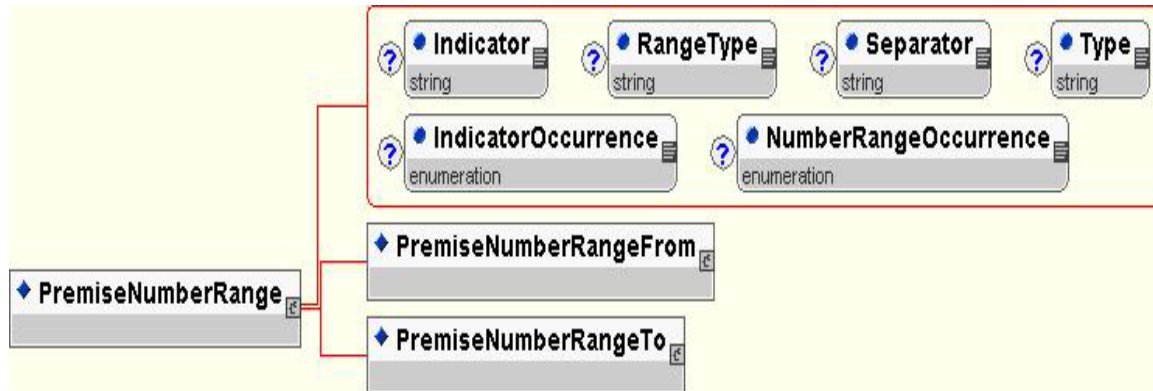 ? Indicator ? RangeType ? Separator ? Type
string string string string
? IndicatorOccurrence ? NumberRangeOccurrence
enumeration enumeration
PremiseNumberRangeFrom
PremiseNumberRange
PremiseNumberRangeTo